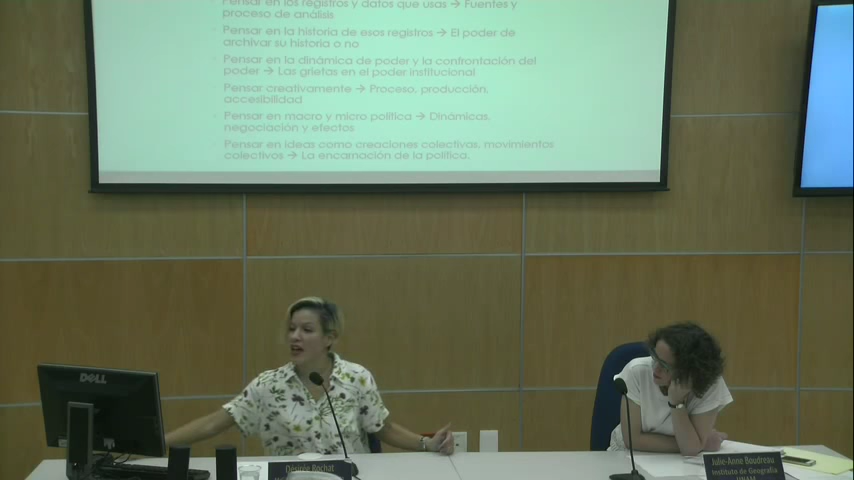 Pensar en los registros y datos que usas → Fuentes y
proceso de análisis
Pensar en la historia de esos registros → El poder de
archivar su historia o no
Pensar en la dinámica de poder y la confrontación del
poder → Las grietas en el poder institucional
Pensar creativamente → Proceso, producción,
accesibilidad
Pensar en macro y micro política → Dinámicas,
negociación y efectos
Pensar en ideas como creaciones colectivas, movimientos
colectivos → La encarnación de la política.
DELL
Désirée Rochat
Julie-Anne Boudreau
Instituto de Geografía
UNAM